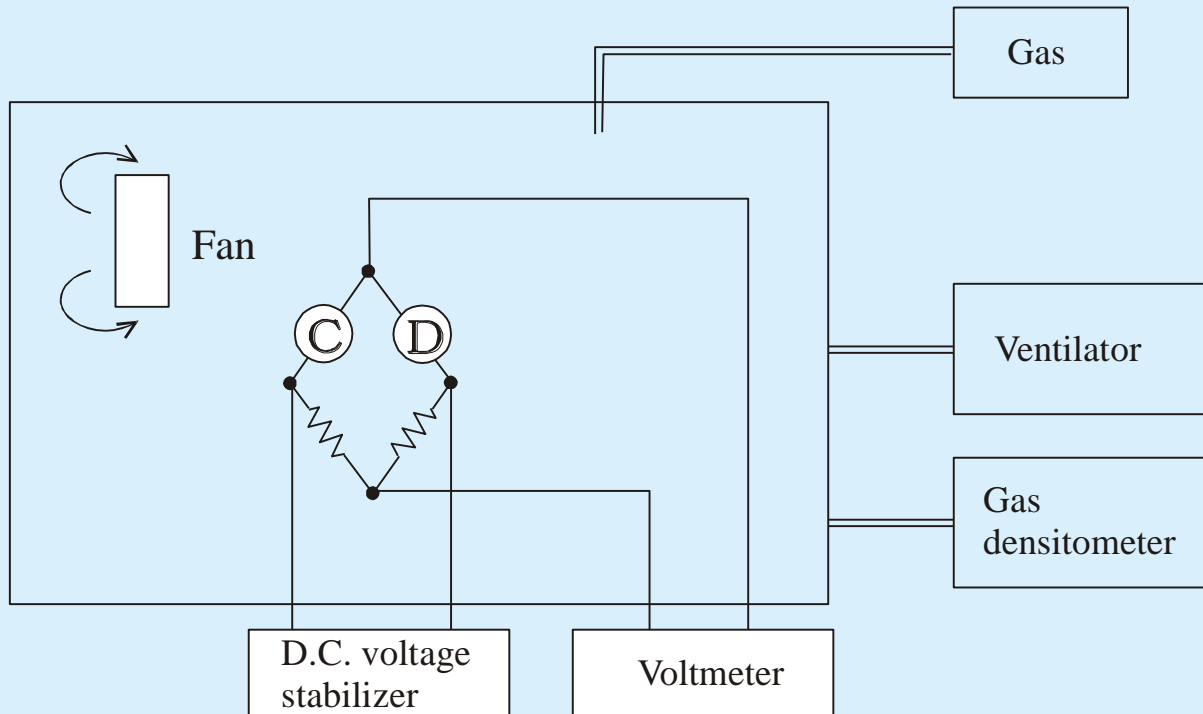 Gas
Fan
C D
Ventilator
Gas
densitometer
D.C. voltage
stabilizer
Voltmeter